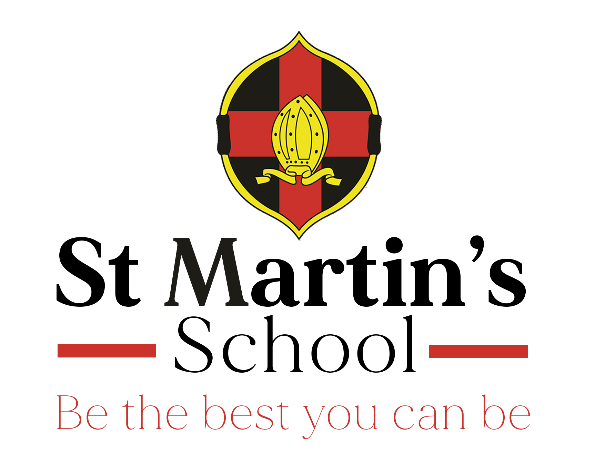 St Martin's
School
Be the best you can be